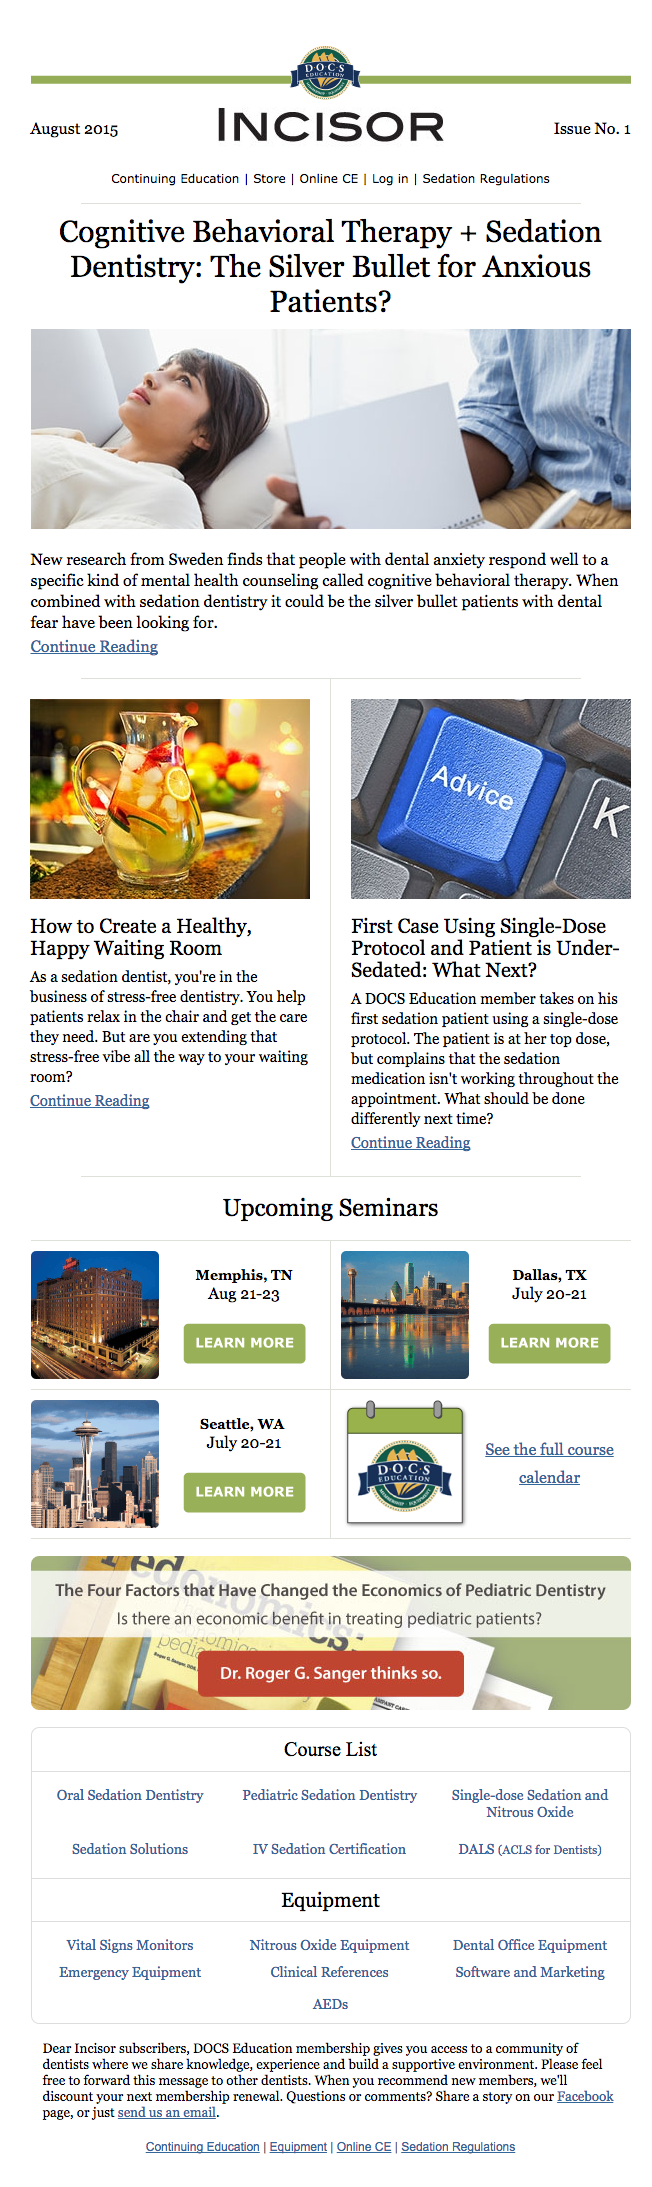 DOCS
EDUCATION
August 2015
INCISOR
Issue No. 1
Continuing Education | Store | Online CE | Log in | Sedation Regulations
Cognitive Behavioral Therapy + Sedation
Dentistry: The Silver Bullet for Anxious
Patients?
New research from Sweden finds that people with dental anxiety respond well to a
specific kind of mental health counseling called cognitive behavioral therapy. When
combined with sedation dentistry it could be the silver bullet patients with dental
fear have been looking for.
Continue Reading
How to Create a Healthy,
Happy Waiting Room
As a sedation dentist, you're in the
business of stress-free dentistry. You help
patients relax in the chair and get the care
they need. But are you extending that
stress-free vibe all the way to your waiting
room?
Continue Reading
Advice
K
First Case Using Single-Dose
Protocol and Patient is Under-
Sedated: What Next?
A DOCS Education member takes on his
first sedation patient using a single-dose
protocol. The patient is at her top dose,
but complains that the sedation
medication isn't working throughout the
appointment. What should be done
differently next time?
Continue Reading
Upcoming Seminars
Memphis, TN
Aug 21-23
LEARN MORE
Dallas, TX
July 20-21
LEARN MORE
Seattle, WA
July 20-21
LEARN MORE
DOCS
EDUCATION
See the full course
calendar
Pedonomics:
The Four Factors that Have Changed the Economics of Pediatric Dentistry
Is there an economic benefit in treating pediatric patients?
Dr. Roger G. Sanger thinks so.
Course List
Oral Sedation Dentistry
Pediatric Sedation Dentistry
Single-dose Sedation and
Nitrous Oxide
Sedation Solutions
IV Sedation Certification
DALS (ACLS for Dentists)
Equipment
Vital Signs Monitors
Nitrous Oxide Equipment
Dental Office Equipment
Emergency Equipment
Clinical References
Software and Marketing
AEDs
Dear Incisor subscribers, DOCS Education membership gives you access to a community of
dentists where we share knowledge, experience and build a supportive environment. Please feel
free to forward this message to other dentists. When you recommend new members, we'll
discount your next membership renewal. Questions or comments? Share a story on our Facebook
page, or just send us an email.
Continuing Education | Equipment | Online CE | Sedation Regulations